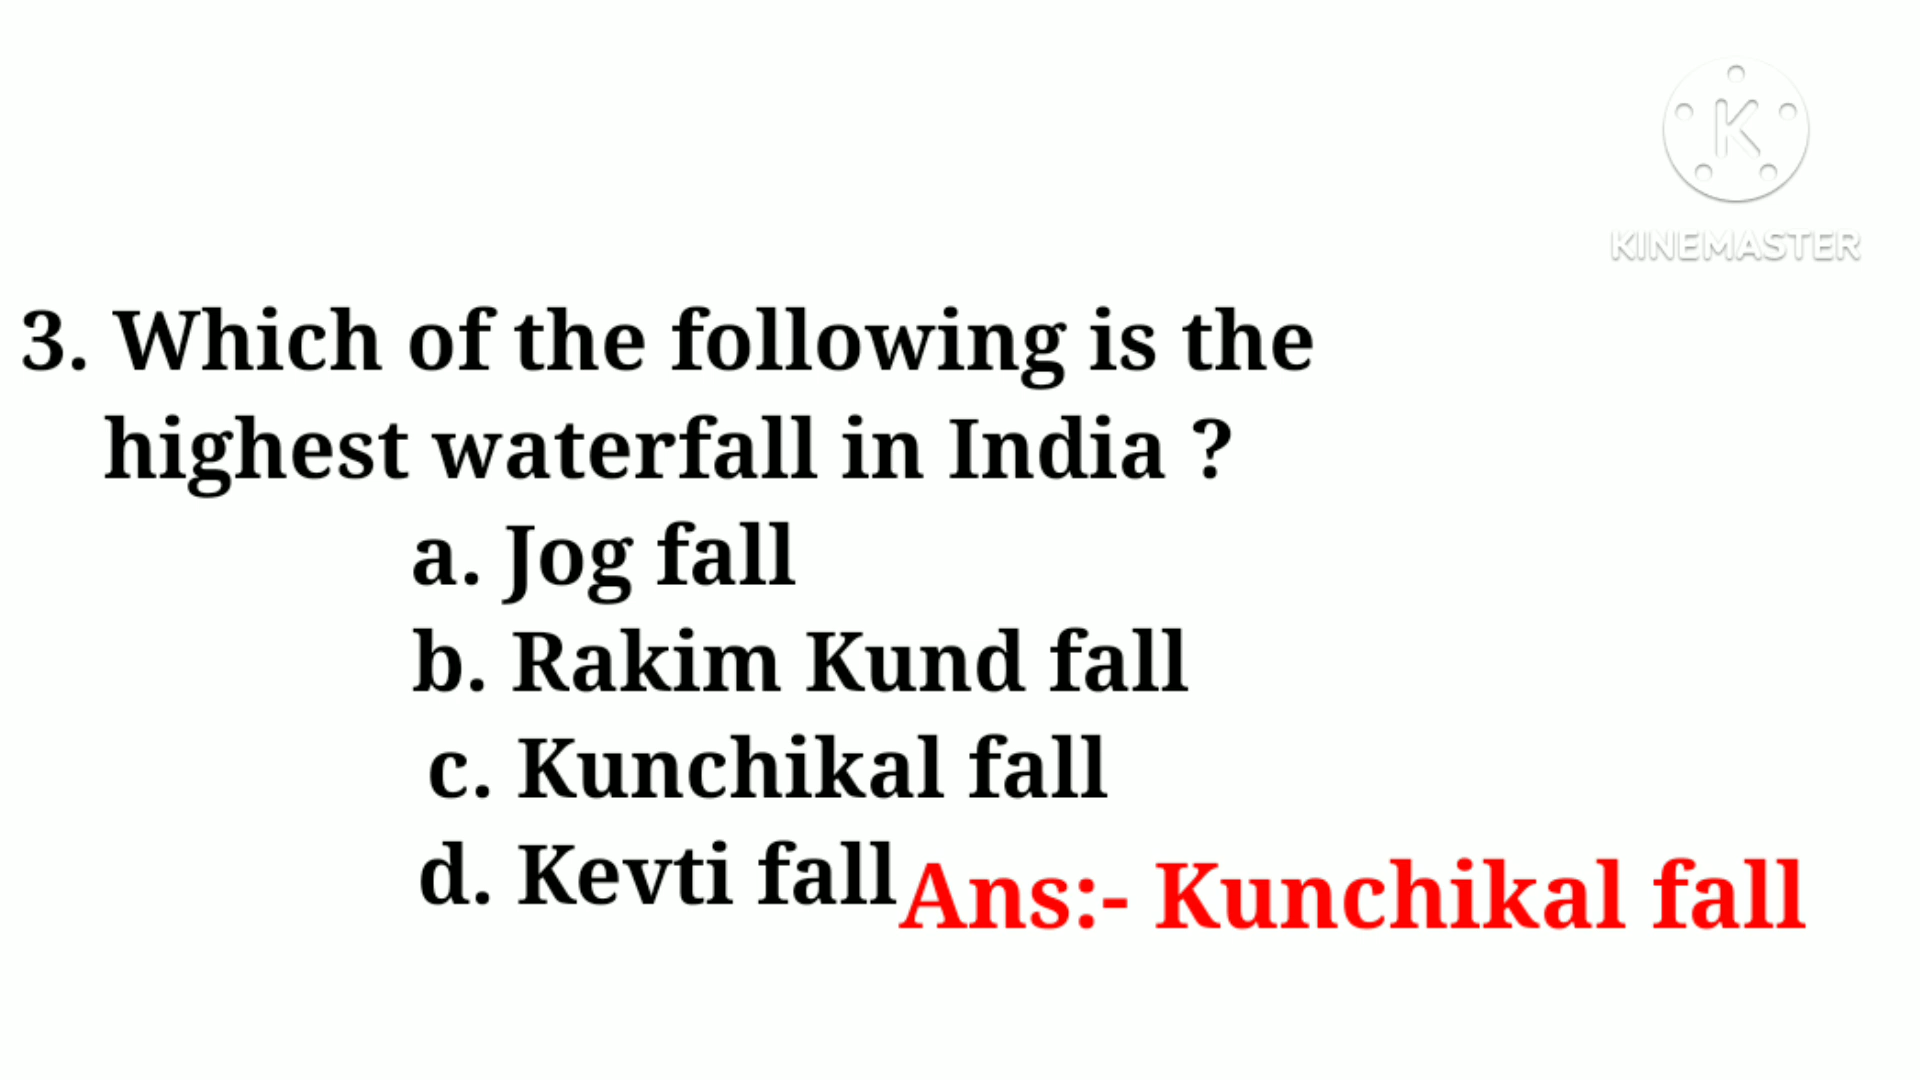 K
KINEMASTER
3. Which of the following is the
highest waterfall in India ?
a. Jog fall
b. Rakim Kund fall
c. Kunchikal fall
d. Kevti fall
Ans:- Kunchikal fall